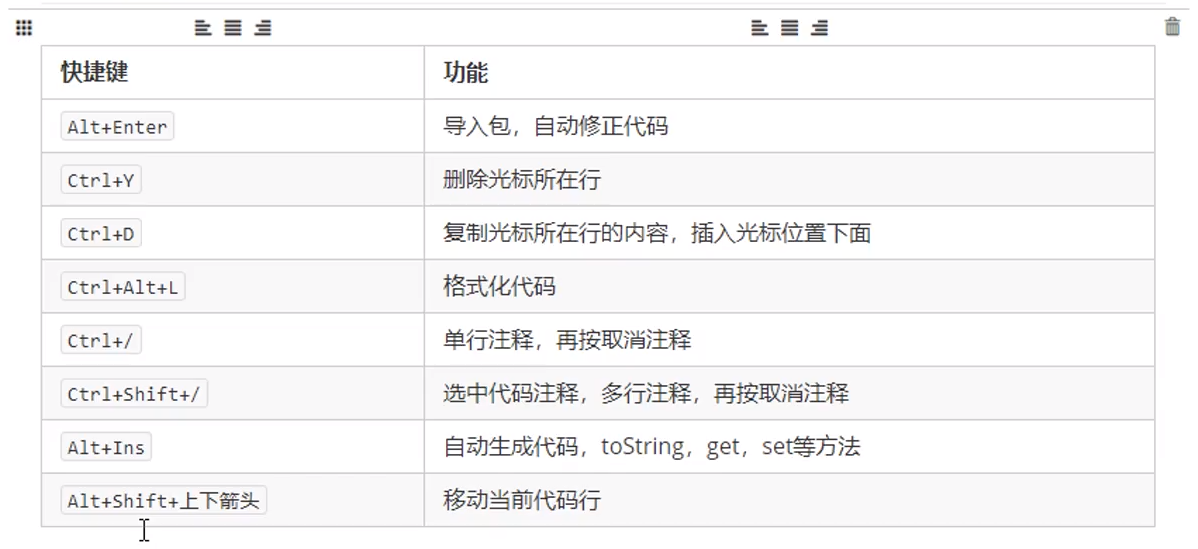 快捷键 功能
Alt+Enter 导入包，自动修正代码
Ctrl+Y 删除光标所在行
Ctrl+D 复制光标所在行的内容，插入光标位置下面
Ctrl+Alt+L 格式化代码
Ctrl+/ 单行注释，再按取消注释
Ctrl+Shift+/ 选中代码注释，多行注释，再按取消注释
Alt+Ins 自动生成代码，toString，get，set等方法
Alt+Shift+上下箭头 移动当前代码行